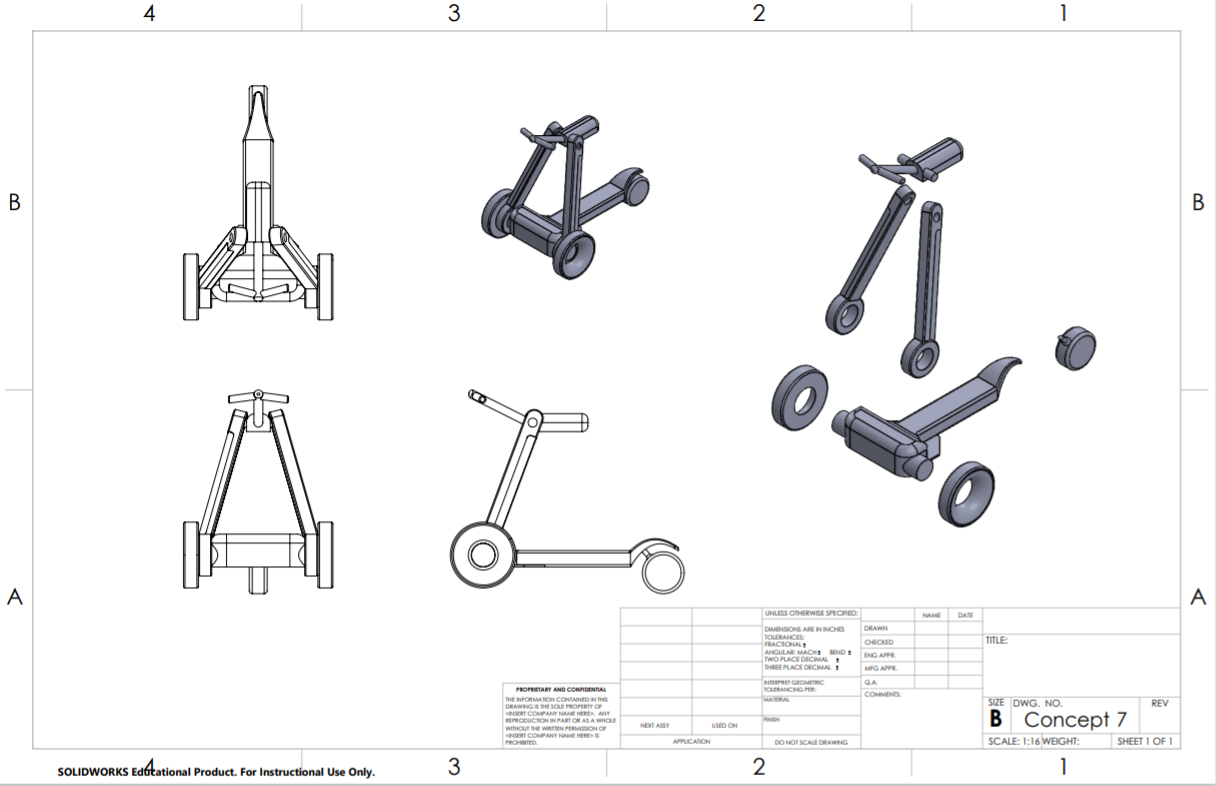 4 3 2 1
B B
A A
UNLESS OTHERWISE SPECIFIED:
DIMENSIONS ARE IN INCHES
TOLERANCES:
FRACTIONAL ±
ANGULAR: MACH ± BEND ±
TWO PLACE DECIMAL ±
THREE PLACE DECIMAL ±
INTERPRET GEOMETRIC
TOLERANCING PER:
MATERIAL
FINISH
DO NOT SCALE DRAWING
NAME DATE
DRAWN
CHECKED
ENG APPR.
MFG APPR.
Q.A.
COMMENTS:
TITLE:
SIZE DWG. NO. REV
B Concept 7
SCALE: 1:16 WEIGHT: SHEET 1 OF 1
PROPRIETARY AND CONFIDENTIAL
THE INFORMATION CONTAINED IN THIS
DRAWING IS THE SOLE PROPERTY OF
<INSERT COMPANY NAME HERE>. ANY
REPRODUCTION IN PART OR AS A WHOLE
WITHOUT THE WRITTEN PERMISSION OF
<INSERT COMPANY NAME HERE> IS
PROHIBITED.
NEXT ASSY USED ON
APPLICATION
SOLIDWORKS Educational Product. For Instructional Use Only.
4 3 2 1